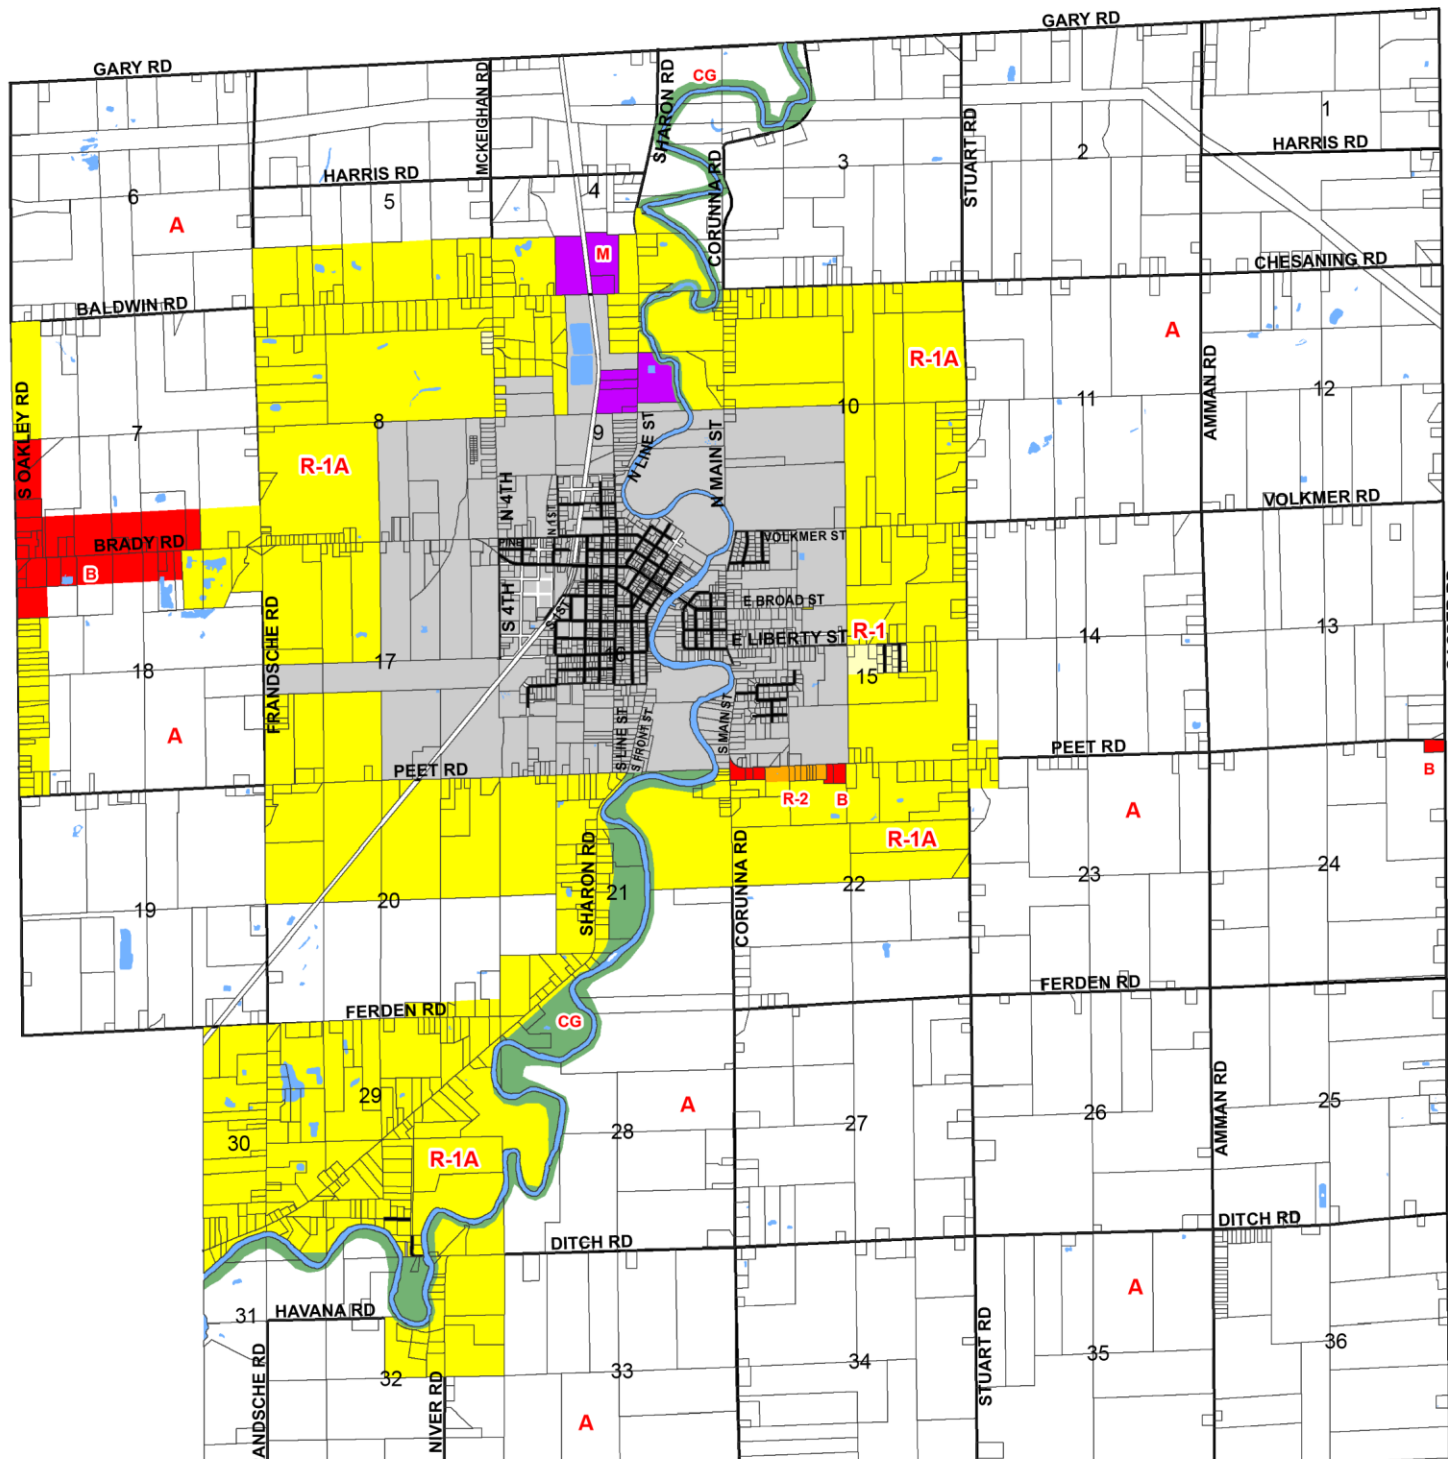 GARY RD
GARY RD
CG
MCKEIGHAN RD
SHARON RD
STUART RD
1
HARRIS RD
2
3
CORUNNA RD
HARRIS RD
4
5
6
A
M
CHESANING RD
BALDWIN RD
A
R-1A
AMMAN RD
S OAKLEY RD
12
11
10
7
8
9
N LINE ST
N MAIN ST
R-1A
N 4TH
VOLKMER RD
N 1ST
BRADY RD
PINE
VOLKMER ST
B
S 4TH
S 1ST
E BROAD ST
FRANDSCHE RD
E LIBERTY ST
R-1
14
13
16
17
18
15
A
S LINE ST
S FRONT ST
S MAIN ST
PEET RD
PEET RD
B
R-2
B
A
R-1A
SHARON RD
CORUNNA RD
24
23
22
21
20
19
FERDEN RD
FERDEN RD
CG
29
A
AMMAN RD
25
26
27
28
30
R-1A
DITCH RD
DITCH RD
A
31
HAVANA RD
36
35
34
33
32
STUART RD
ANDSCHE RD
NIVER RD
A